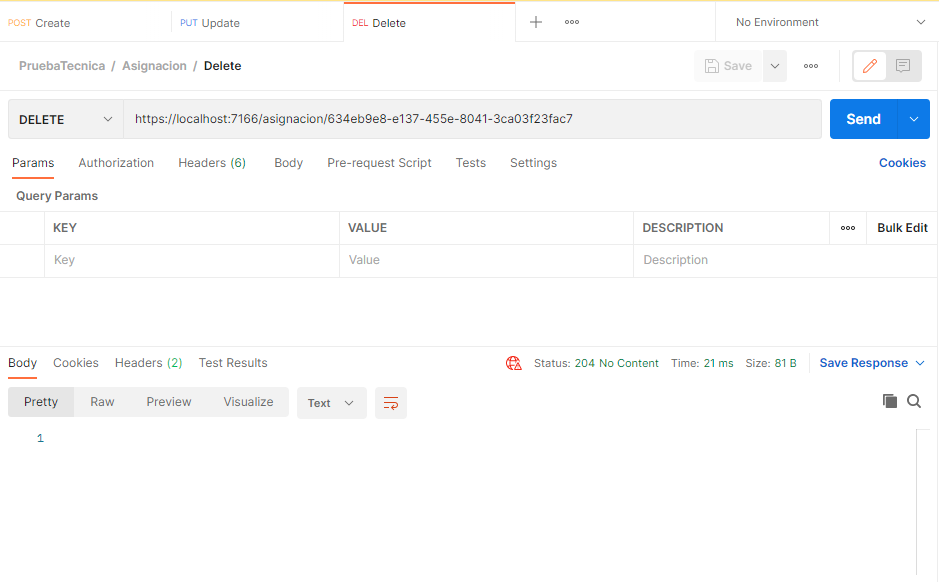 POST Create PUT Update DEL Delete No Environment
PruebaTecnica / Asignacion / Delete Save
DELETE https://localhost:7166/asignacion/634eb9e8-e137-455e-8041-3ca03f23fac7 Send
Params Authorization Headers (6) Body Pre-request Script Tests Settings Cookies
Query Params
KEY VALUE DESCRIPTION Bulk Edit
Key Value Description
Body Cookies Headers (2) Test Results Status: 204 No Content Time: 21 ms Size: 81 B Save Response
Pretty Raw Preview Visualize Text
1